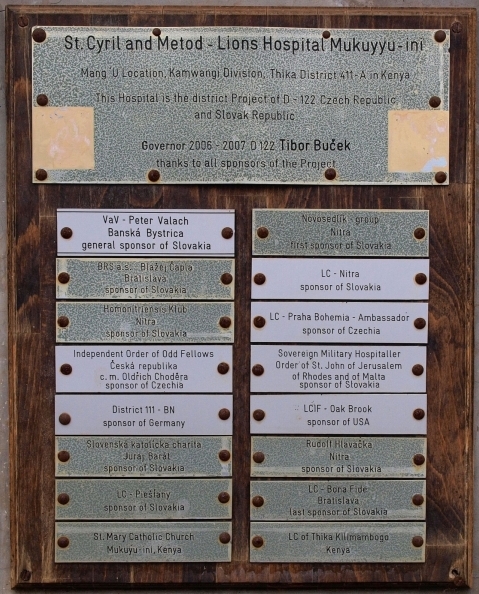 St. Cyril and Metod - Lions Hospital Mukuyyu-ini
Mang´U Location, Kamwangi Division, Thika District 411-A in Kenya
This Hospital is the district Project of D - 122 Czech Republic
and Slovak Republic
Governor 2006 - 2007 D 122 Tibor Buček
thanks to all sponsors of the Project
VaV - Peter Valach
Banská Bystrica
general sponsor of Slovakia
BRS a.s. Blažej Čapla
Bratislava
sponsor of Slovakia
Homonitriensis Klub
Nitra
sponsor of Slovakia
Independent Order of Odd Fellows
Česká republika
c. m. Oldřich Choděra
sponsor of Czechia
District 111 - BN
sponsor of Germany
Slovenská katolícka charita
Juraj Barát
sponsor of Slovakia
LC - Piešťany
sponsor of Slovakia
St. Mary Catholic Church
Mukuyu-ini, Kenya
Novosedlík - group
Nitra
first sponsor of Slovakia
LC - Nitra
sponsor of Slovakia
LC - Praha Bohemia - Ambassador
sponsor of Czechia
Sovereign Military Hospitaller
Order of St. John of Jerusalem
of Rhodes and of Malta
sponsor of Slovakia
LCIF - Oak Brook
sponsor of USA
Rudolf Hlavačka
Nitra
sponsor of Slovakia
LC - Bona Fide
Bratislava
last sponsor of Slovakia
LC of Thika Kilimambogo
Kenya